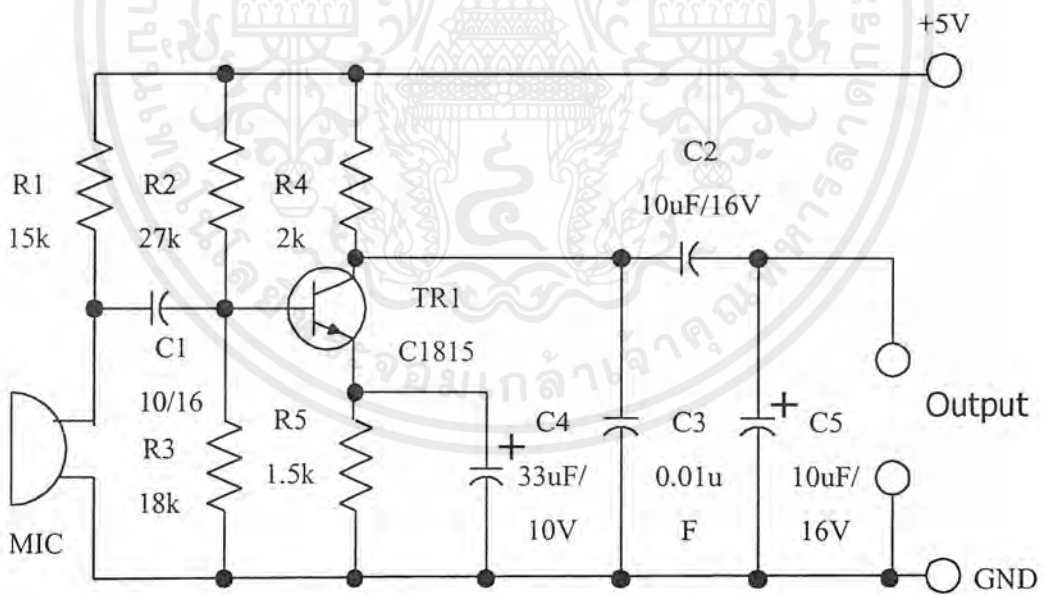 +5V
C2
10uF/16V
R1
15k
R2
27k
R4
2k
TR1
C1815
C1
10/16
R3
18k
R5
1.5k
C4
33uF/
10V
C3
0.01u
F
C5
10uF/
16V
Output
MIC
GND